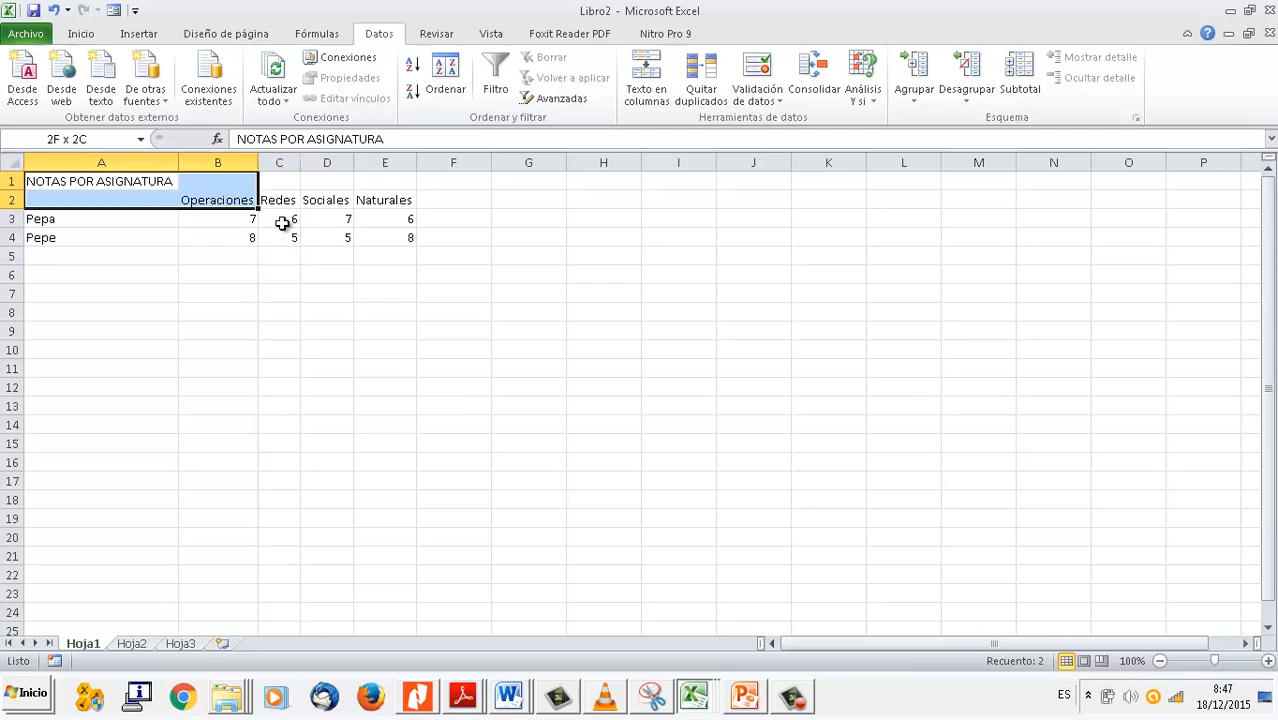 Libro2 - Microsoft Excel
Archivo Inicio Insertar Diseño de página Fórmulas Datos Revisar Vista Foxit Reader PDF Nitro Pro 9
Desde Access
Desde web
Desde texto
De otras fuentes
Conexiones existentes
Obtener datos externos
Actualizar todo
Conexiones
Propiedades
Editar vínculos
Conexiones
Ordenar
Filtro
Borrar
Volver a aplicar
Avanzadas
Ordenar y filtrar
Texto en columnas
Quitar duplicados
Validación de datos
Consolidar
Análisis Y si
Herramientas de datos
Agrupar
Desagrupar
Subtotal
Mostrar detalle
Ocultar detalle
Esquema
2F x 2C fx NOTAS POR ASIGNATURA
A B C D E F G H I J K L M N O P
1 NOTAS POR ASIGNATURA
2 Operaciones Redes Sociales Naturales
3 Pepa 7 6 7 6
4 Pepe 8 5 5 8
5
6
7
8
9
10
11
12
13
14
15
16
17
18
19
20
21
22
23
24
25
Hoja1 Hoja2 Hoja3
Listo Recuento: 2 100%
Inicio ES 8:47
18/12/2015